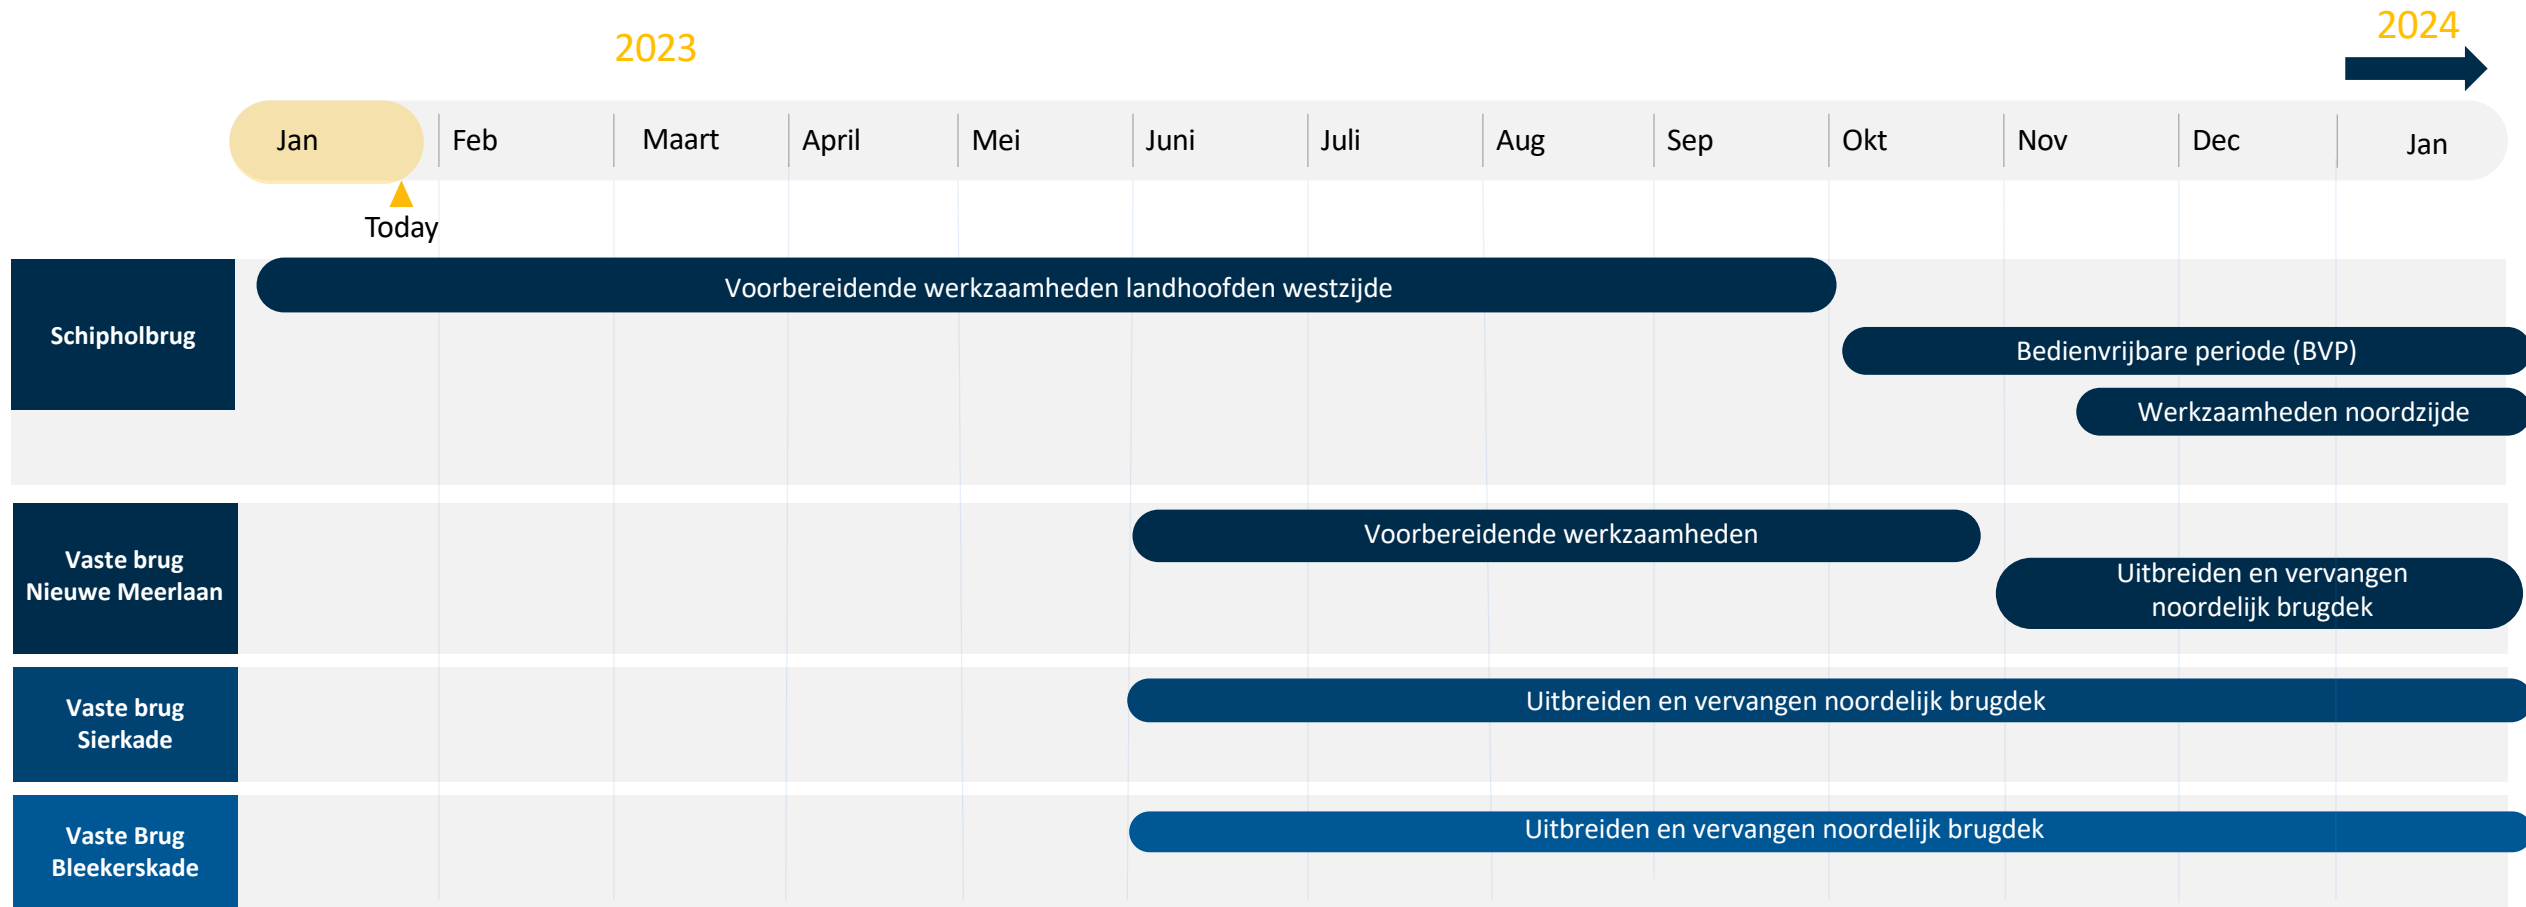 2023
2024
Jan Feb Maart April Mei Juni Juli Aug Sep Okt Nov Dec Jan
Today
Schipholbrug
Voorbereidende werkzaamheden landhoofden westzijde
Bedienvrijbare periode (BVP)
Werkzaamheden noordzijde
Vaste brug
Nieuwe Meerlaan
Voorbereidende werkzaamheden
Uitbreiden en vervangen
noordelijk brugdek
Vaste brug
Sierkade
Uitbreiden en vervangen noordelijk brugdek
Vaste Brug
Bleekerskade
Uitbreiden en vervangen noordelijk brugdek